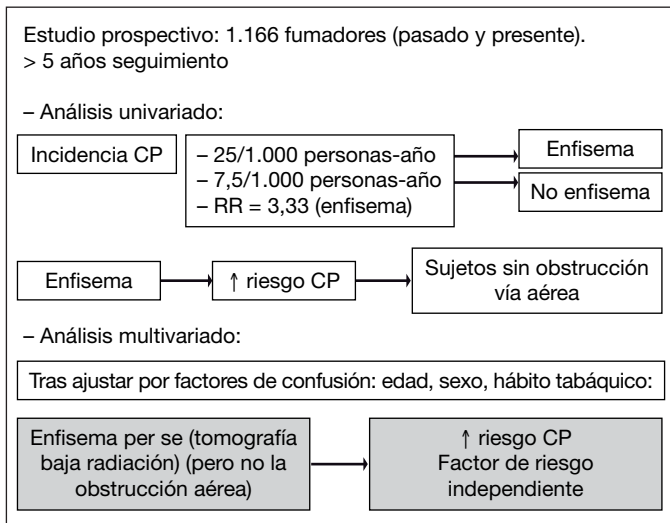 Estudio prospectivo: 1.166 fumadores (pasado y presente).
> 5 años seguimiento
– Análisis univariado:
Incidencia CP
– 25/1.000 personas-año
– 7,5/1.000 personas-año
– RR = 3,33 (enfisema)
Enfisema
No enfisema
Enfisema
↑ riesgo CP
Sujetos sin obstrucción
vía aérea
– Análisis multivariado:
Tras ajustar por factores de confusión: edad, sexo, hábito tabáquico:
Enfisema per se (tomografía
baja radiación) (pero no la
obstrucción aérea)
↑ riesgo CP
Factor de riesgo
independiente